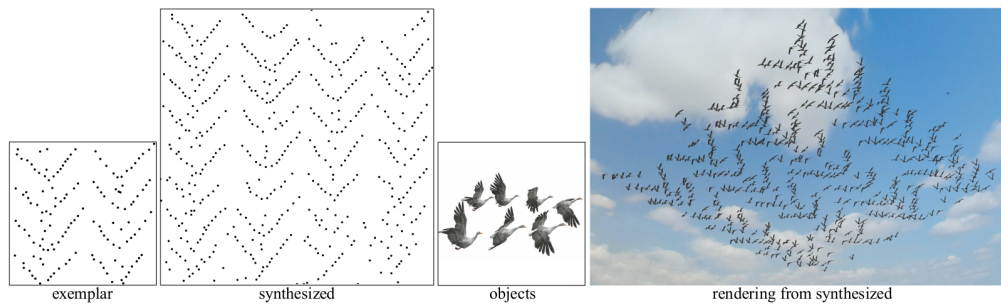 exemplar
synthesized
objects
rendering from synthesized